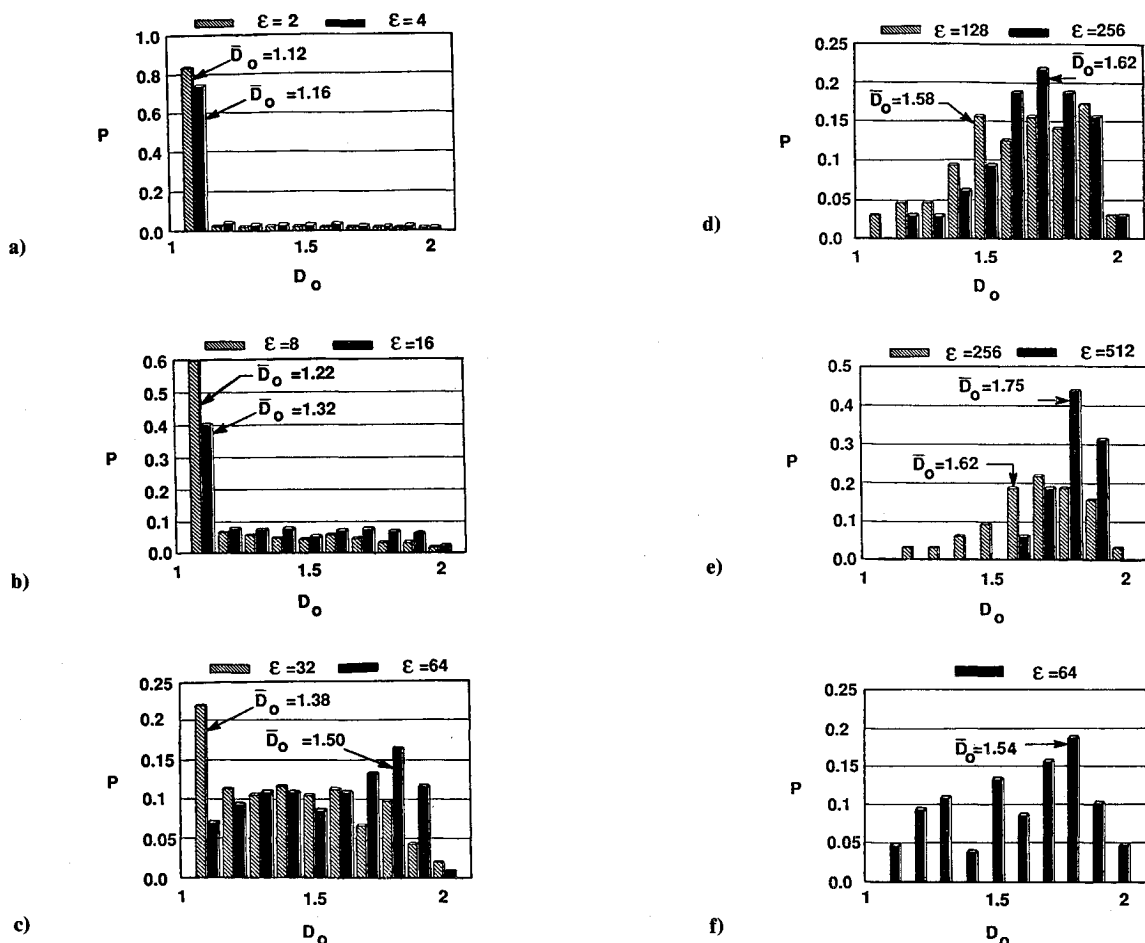 ε=2 ε=4
1.0
0.8
0.6
0.4
0.2
0.0
P
D̄o=1.12
D̄o=1.16
1 1.5 2
Do
a)
ε=8 ε=16
0.6
0.5
0.4
0.3
0.2
0.1
0.0
P
D̄o=1.22
D̄o=1.32
1 1.5 2
Do
b)
ε=32 ε=64
0.25
0.2
0.15
0.1
0.05
0.0
P
D̄o=1.38
D̄o=1.50
1 1.5 2
Do
c)
ε=128 ε=256
0.25
0.2
0.15
0.1
0.05
0.0
P
D̄o=1.62
D̄o=1.58
1 1.5 2
Do
d)
ε=256 ε=512
0.5
0.4
0.3
0.2
0.1
0.0
P
D̄o=1.75
D̄o=1.62
1 1.5 2
Do
e)
ε=64
0.25
0.2
0.15
0.1
0.05
0.0
P
D̄o=1.54
1 1.5 2
Do
f)